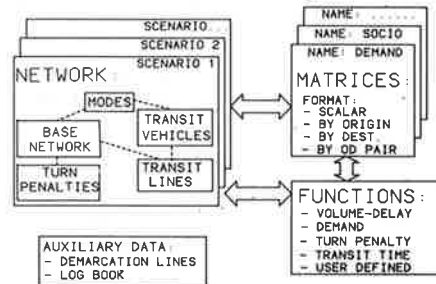 SCENARIO...
SCENARIO 2
SCENARIO 1
NETWORK:
MODES
BASE NETWORK
TRANSIT VEHICLES
TURN PENALTIES
TRANSIT LINES
NAME: ......
NAME: SOCIO
NAME: DEMAND
MATRICES:
FORMAT:
- SCALAR
- BY ORIGIN
- BY DEST.
- BY OD PAIR
FUNCTIONS:
- VOLUME-DELAY
- DEMAND
- TURN PENALTY
- TRANSIT TIME
- USER DEFINED
AUXILIARY DATA:
- DEMARCATION LINES
- LOG BOOK